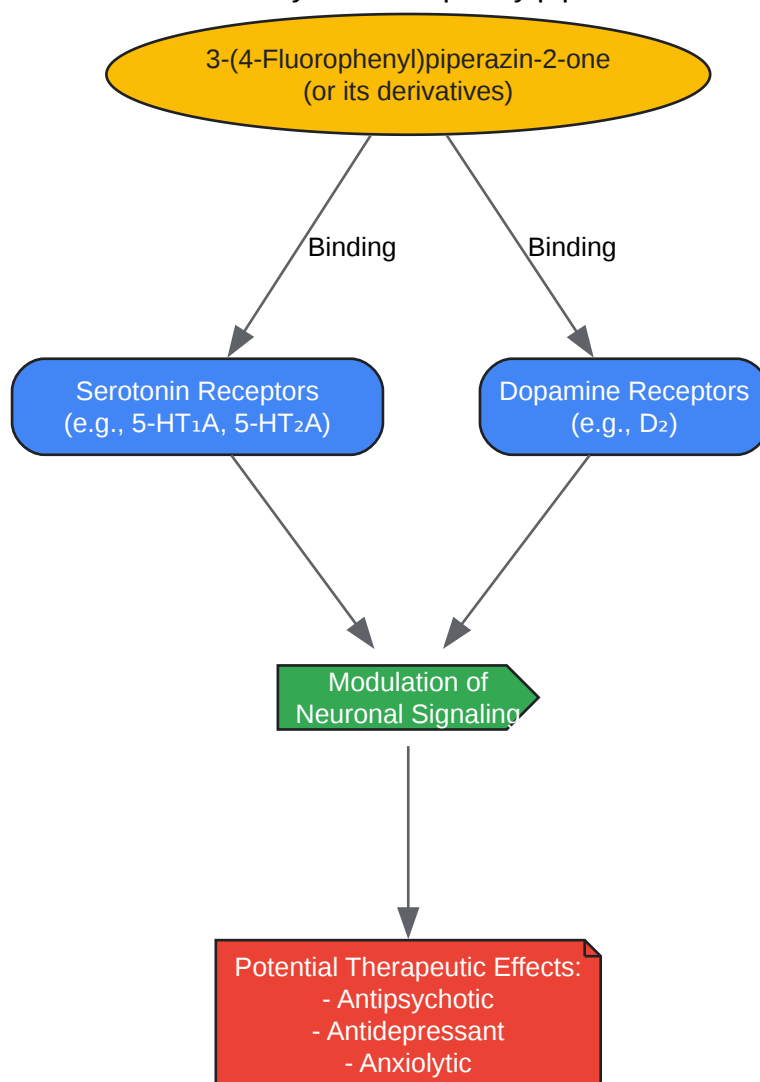 3-(4-Fluorophenyl)piperazin-2-one
(or its derivatives)
Binding
Binding
Serotonin Receptors
(e.g., 5-HT₁A, 5-HT₂A)
Dopamine Receptors
(e.g., D₂)
Modulation of
Neuronal Signaling
Potential Therapeutic Effects:
- Antipsychotic
- Antidepressant
- Anxiolytic